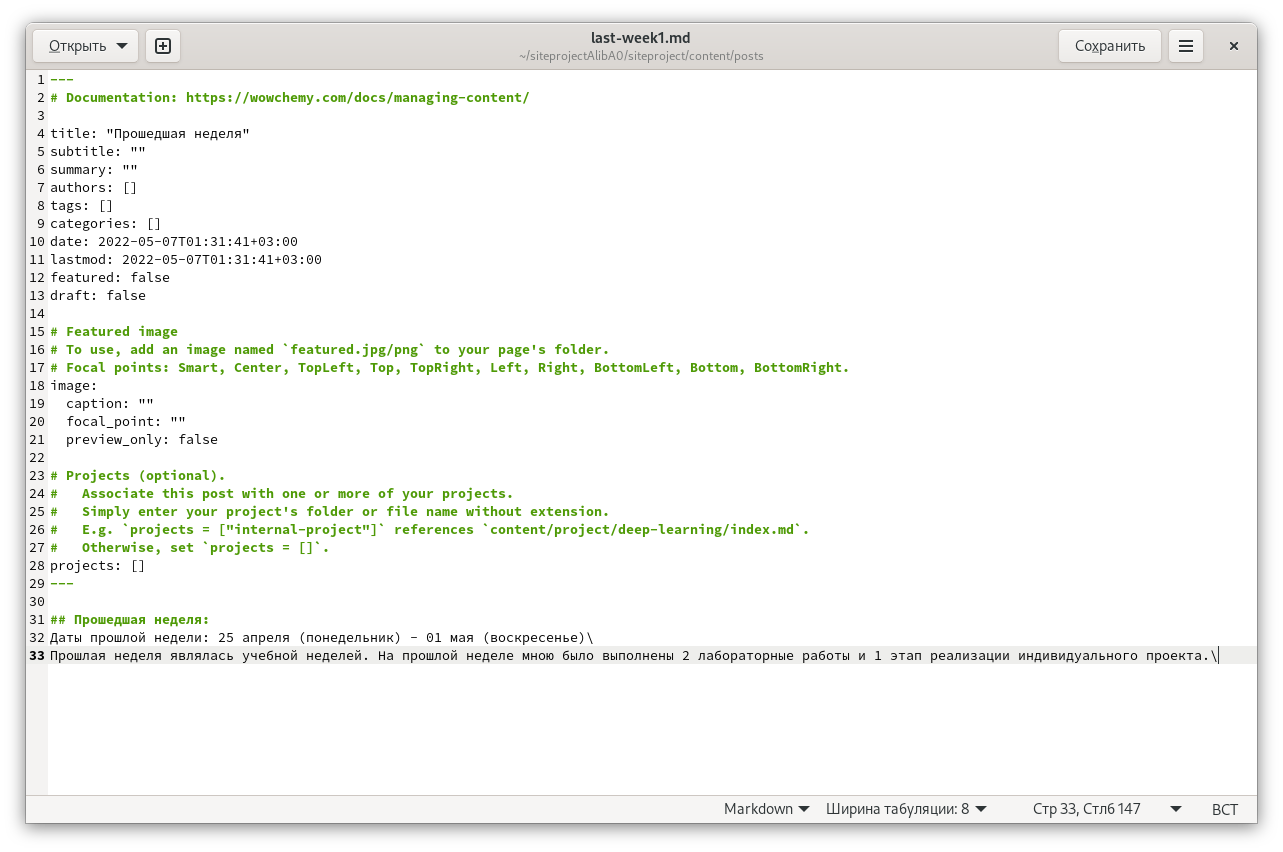 Открыть
last-week1.md
~/siteprojectAlibA0/siteproject/content/posts
Сохранить
1 ---
2 # Documentation: https://wowchemy.com/docs/managing-content/
3
4 title: "Прошедшая неделя"
5 subtitle: ""
6 summary: ""
7 authors: []
8 tags: []
9 categories: []
10 date: 2022-05-07T01:31:41+03:00
11 lastmod: 2022-05-07T01:31:41+03:00
12 featured: false
13 draft: false
14
15 # Featured image
16 # To use, add an image named `featured.jpg/png` to your page's folder.
17 # Focal points: Smart, Center, TopLeft, Top, TopRight, Left, Right, BottomLeft, Bottom, BottomRight.
18 image:
19   caption: ""
20   focal_point: ""
21   preview_only: false
22
23 # Projects (optional).
24 #   Associate this post with one or more of your projects.
25 #   Simply enter your project's folder or file name without extension.
26 #   E.g. `projects = ["internal-project"]` references `content/project/deep-learning/index.md`.
27 #   Otherwise, set `projects = []`.
28 projects: []
29 ---
30
31 ## Прошедшая неделя:
32 Даты прошлой недели: 25 апреля (понедельник) - 01 мая (воскресенье)\
33 Прошлая неделя являлась учебной неделей. На прошлой неделе мною было выполнены 2 лабораторные работы и 1 этап реализации индивидуального проекта.\
Markdown
Ширина табуляции: 8
Стр 33, Стлб 147
ВСТ